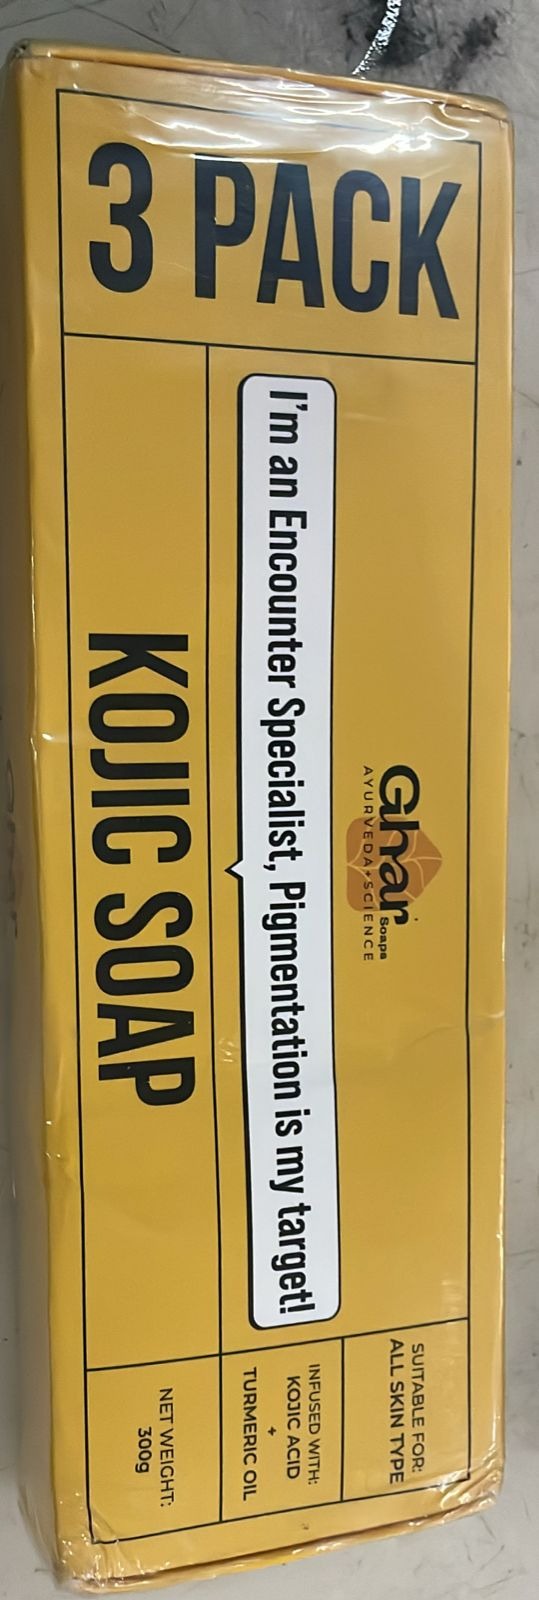 3 PACK
Ghar
Soaps
AYURVEDA+SCIENCE
I'm an Encounter Specialist, Pigmentation is my target!
KOJIC SOAP
SUITABLE FOR:
ALL SKIN TYPE
INFUSED WITH:
KOJIC ACID
+
TURMERIC OIL
NET WEIGHT:
300g